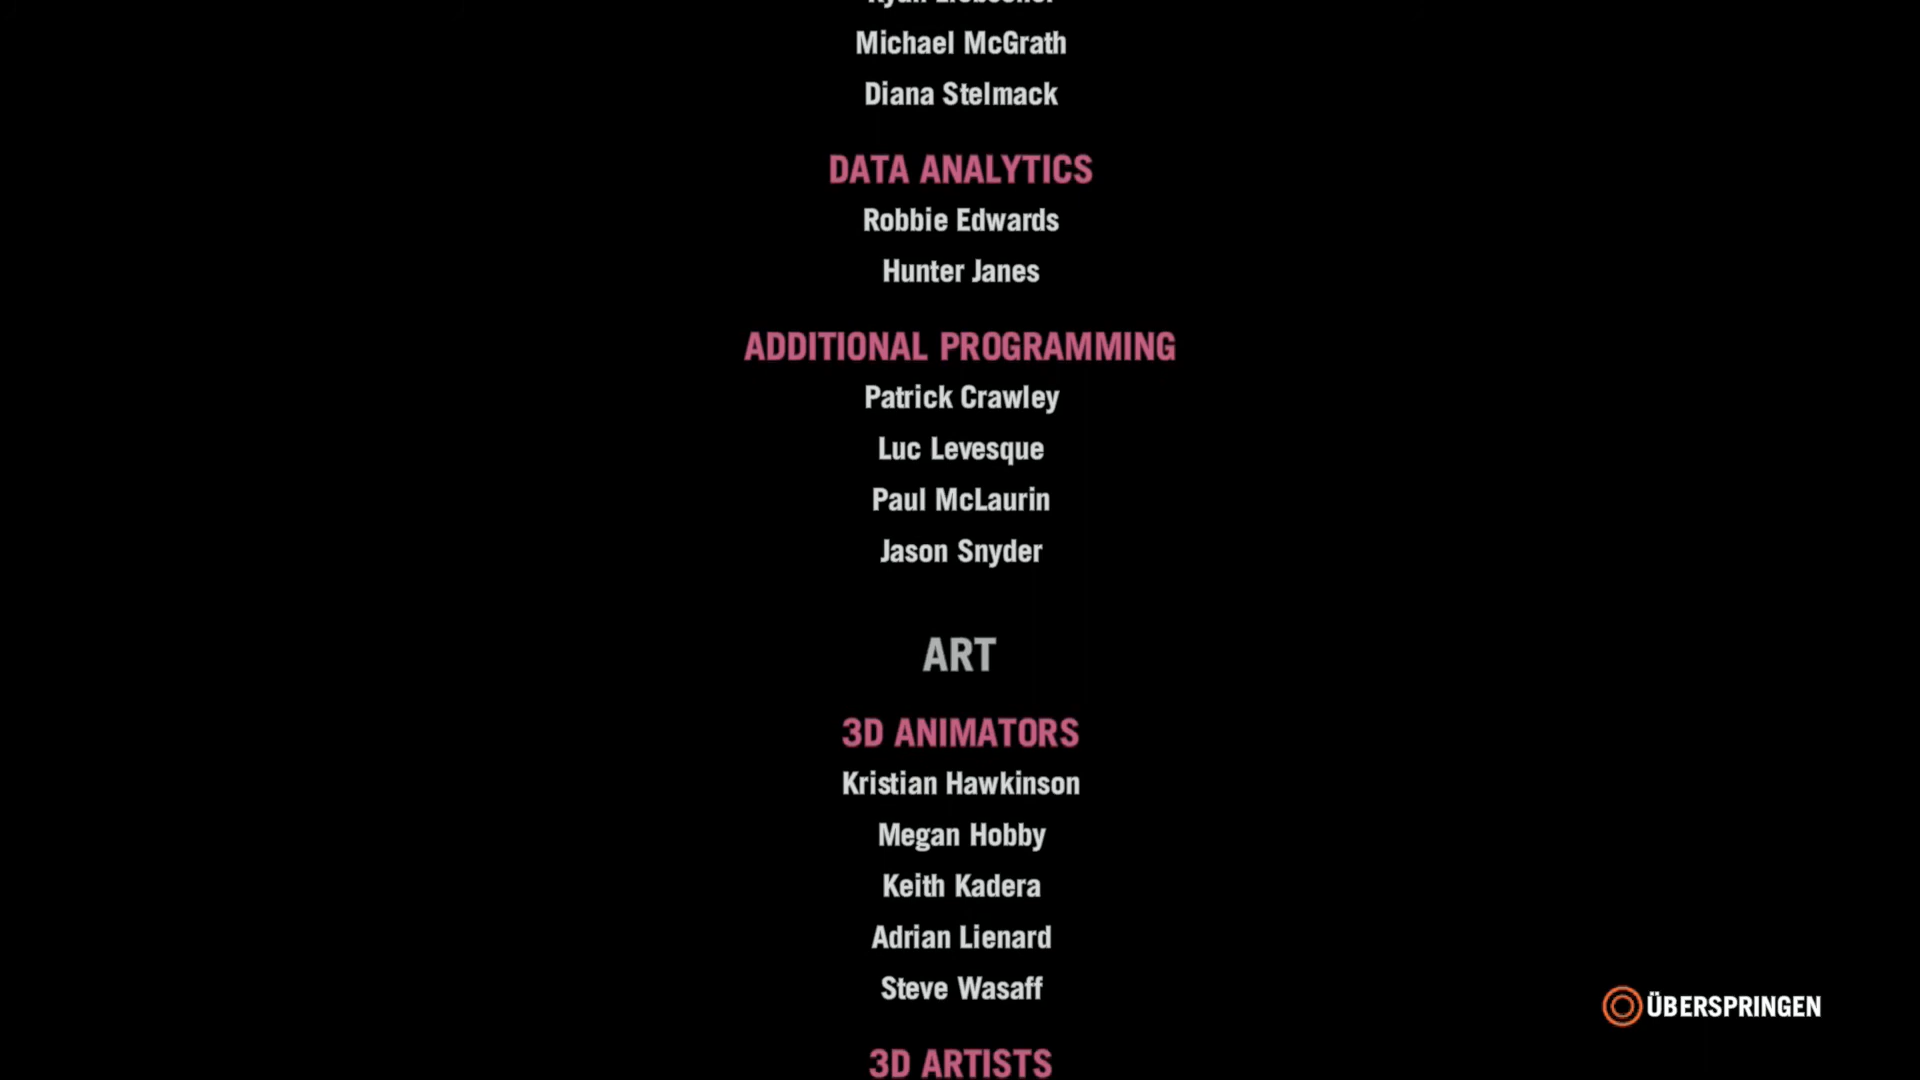 Michael McGrath
Diana Stelmack
DATA ANALYTICS
Robbie Edwards
Hunter Janes
ADDITIONAL PROGRAMMING
Patrick Crawley
Luc Levesque
Paul McLaurin
Jason Snyder
ART
3D ANIMATORS
Kristian Hawkinson
Megan Hobby
Keith Kadera
Adrian Lienard
Steve Wasaff
ÜBERSPRINGEN
3D ARTISTS